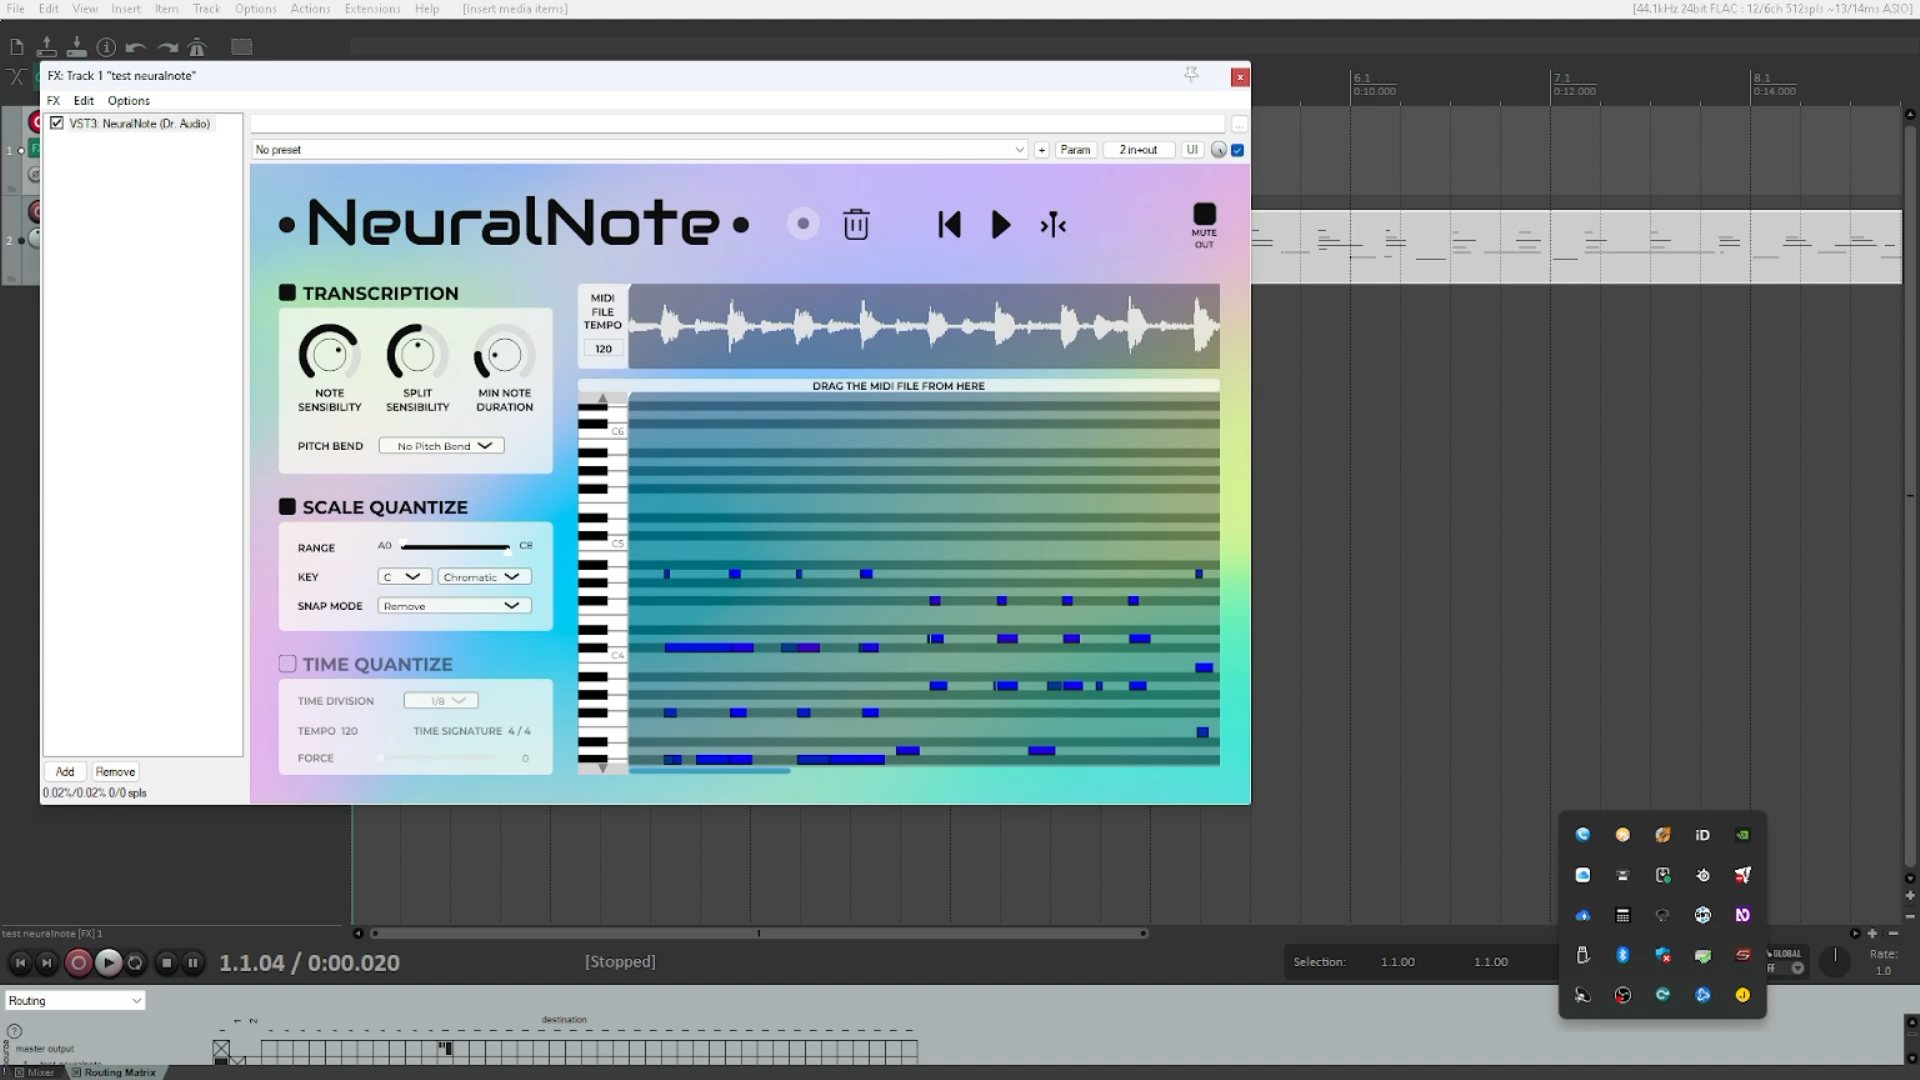 File Edit View Insert Item Track Options Actions Extensions Help [Insert media items] [44.1kHz 24bit FLAC : 12/6ch 512spls ~13/14ms ASIO]
FX: Track 1 "test neuralnote"
6.1 7.1 8.1
0:10.000 0:12.000 0:14.000
FX Edit Options
VST3: NeuralNote (Dr. Audio)
1
2
No preset + Param 2 in+out UI
• NeuralNote •
MUTE
OUT
TRANSCRIPTION
NOTE
SENSIBILITY
SPLIT
SENSIBILITY
MIN NOTE
DURATION
PITCH BEND No Pitch Bend
MIDI
FILE
TEMPO
120
DRAG THE MIDI FILE FROM HERE
C6
C5
C4
SCALE QUANTIZE
RANGE A0 C8
KEY C Chromatic
SNAP MODE Remove
TIME QUANTIZE
TIME DIVISION 1/8
TEMPO 120 TIME SIGNATURE 4 / 4
FORCE 0
Add Remove
0.02%/0.02% 0/0 spls
iD
test neuralnote [FX] 1
1.1.04 / 0:00.020 [Stopped] Selection: 1.1.00 1.1.00
GLOBAL
Rate:
1.0
Routing
1 2
destination
master output
Mixer Routing Matrix